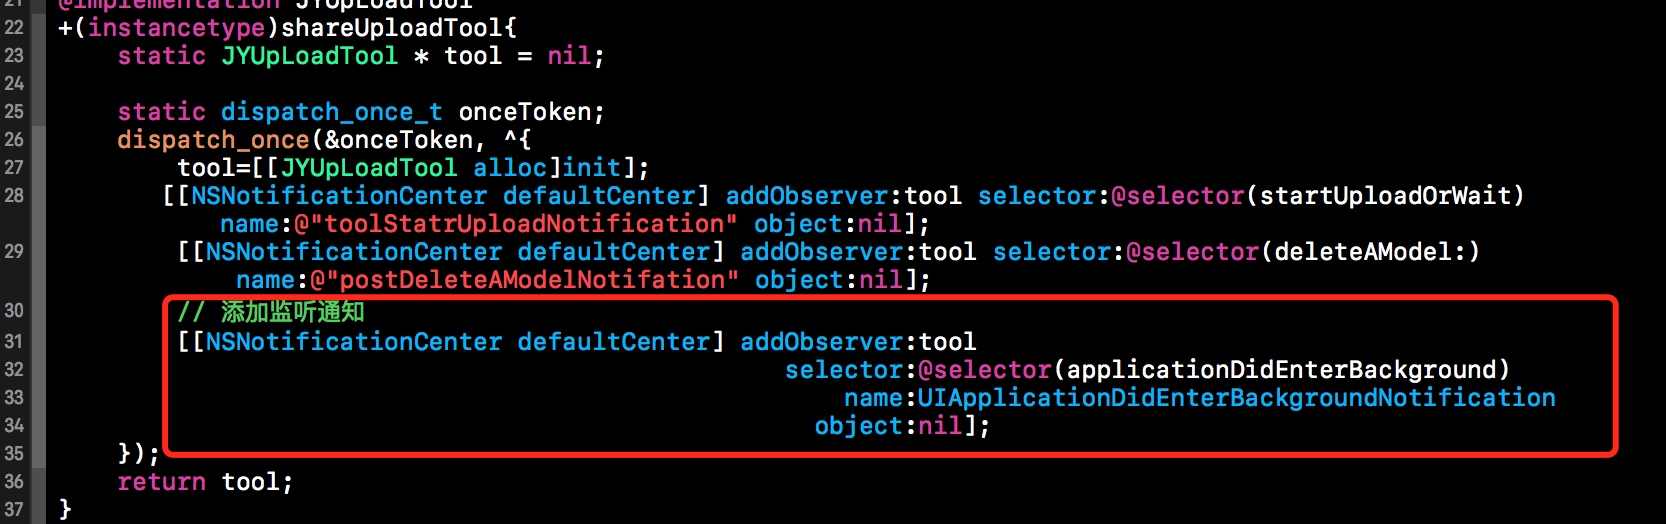 21 @implementation JYUpLoadTool
22 +(instancetype)shareUploadTool{
23 static JYUpLoadTool * tool = nil;
24
25 static dispatch_once_t onceToken;
26 dispatch_once(&onceToken, ^{
27 tool=[[JYUpLoadTool alloc]init];
28 [[NSNotificationCenter defaultCenter] addObserver:tool selector:@selector(startUploadOrWait)
name:@"toolStatrUploadNotification" object:nil];
29 [[NSNotificationCenter defaultCenter] addObserver:tool selector:@selector(deleteAModel:)
name:@"postDeleteAModelNotifation" object:nil];
30 // 添加监听通知
31 [[NSNotificationCenter defaultCenter] addObserver:tool
32 selector:@selector(applicationDidEnterBackground)
33 name:UIApplicationDidEnterBackgroundNotification
34 object:nil];
35 });
36 return tool;
37 }